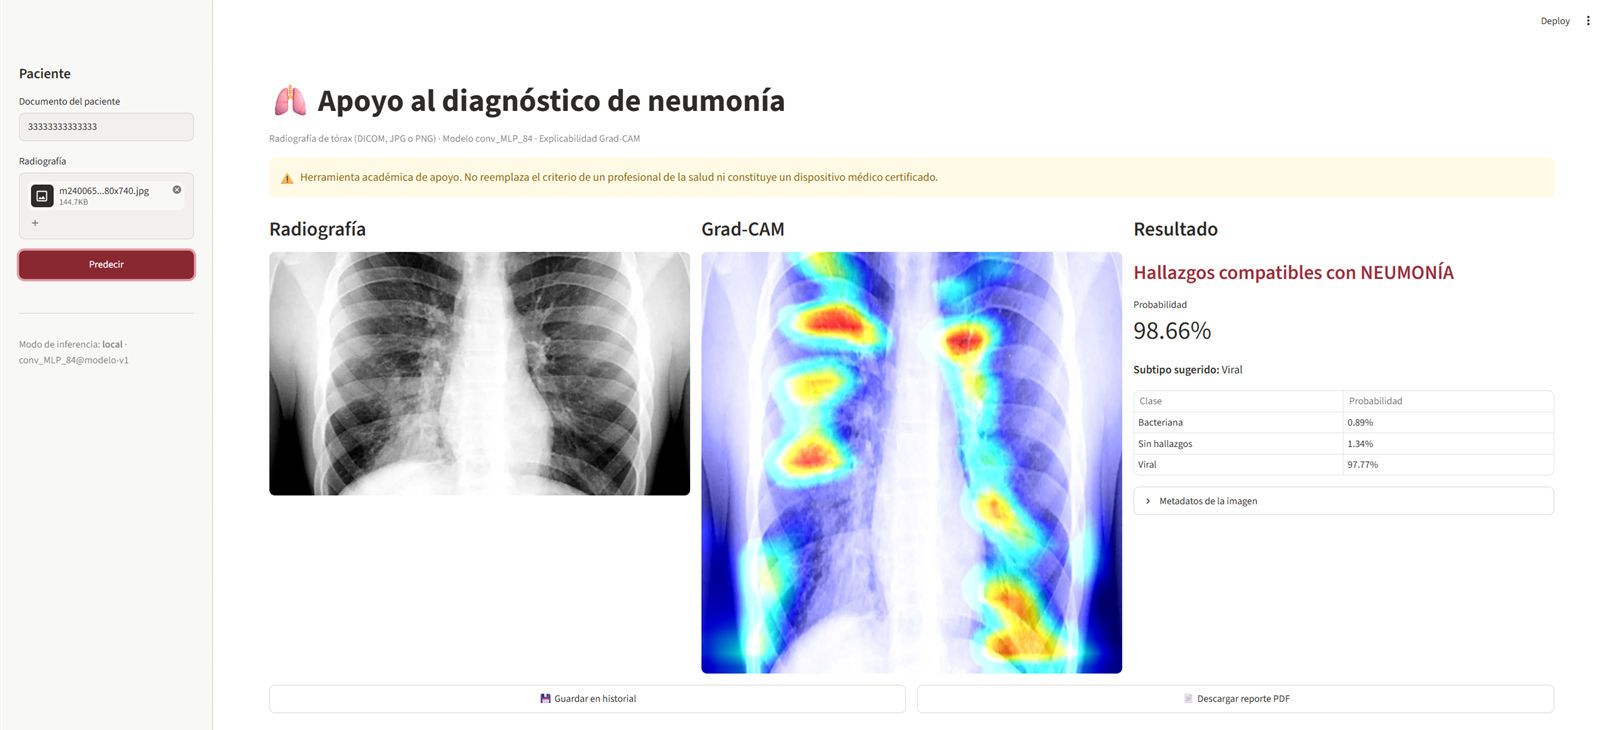 Deploy
Paciente
Documento del paciente
33333333333333
Radiografía
m240065...80x740.jpg
144.7KB
+
Predecir
Modo de inferencia: local ·
conv_MLP_84@modelo-v1
Apoyo al diagnóstico de neumonía
Radiografía de tórax (DICOM, JPG o PNG) · Modelo conv_MLP_84 · Explicabilidad Grad-CAM
Herramienta académica de apoyo. No reemplaza el criterio de un profesional de la salud ni constituye un dispositivo médico certificado.
Radiografía
Grad-CAM
Resultado
Hallazgos compatibles con NEUMONÍA
Probabilidad
98.66%
Subtipo sugerido: Viral
Clase Probabilidad
Bacteriana 0.89%
Sin hallazgos 1.34%
Viral 97.77%
Metadatos de la imagen
Guardar en historial
Descargar reporte PDF